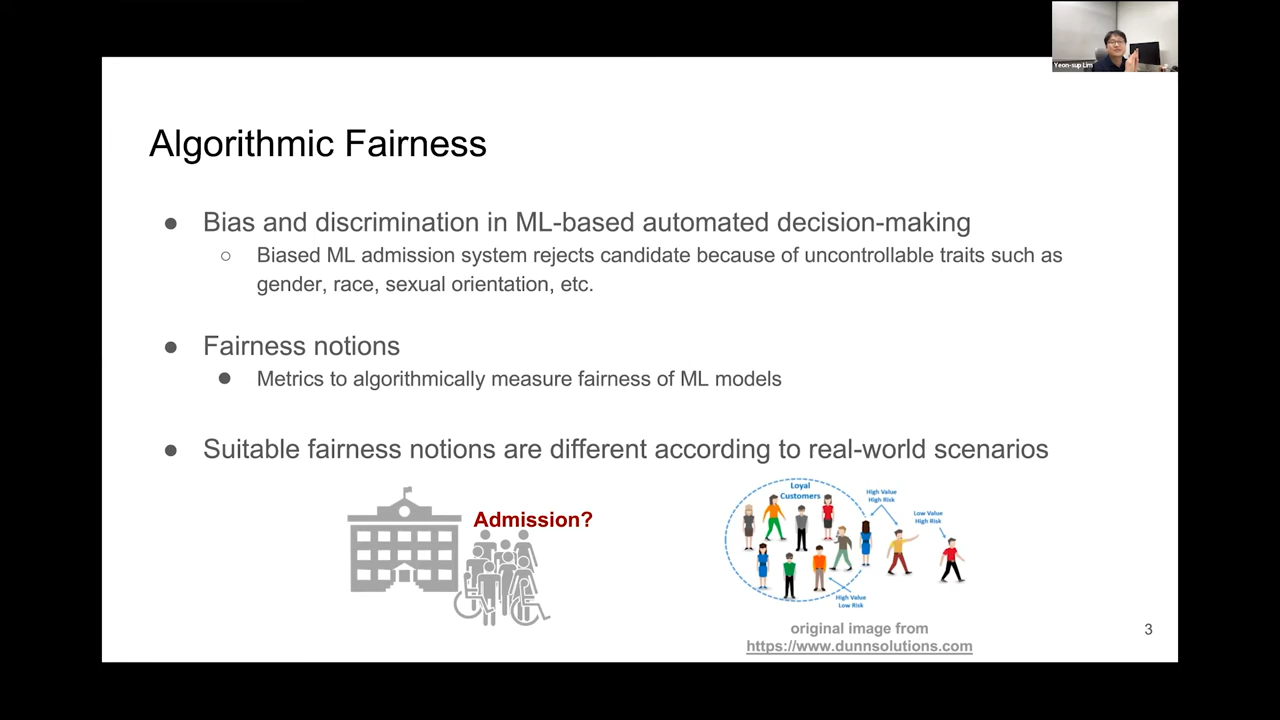 Yeon-sup Lim
Algorithmic Fairness
● Bias and discrimination in ML-based automated decision-making
○ Biased ML admission system rejects candidate because of uncontrollable traits such as
gender, race, sexual orientation, etc.
● Fairness notions
● Metrics to algorithmically measure fairness of ML models
● Suitable fairness notions are different according to real-world scenarios
Admission?
Loyal
Customers
High Value
High Risk
Low Value
High Risk
High Value
Low Risk
original image from
https://www.dunnsolutions.com
3